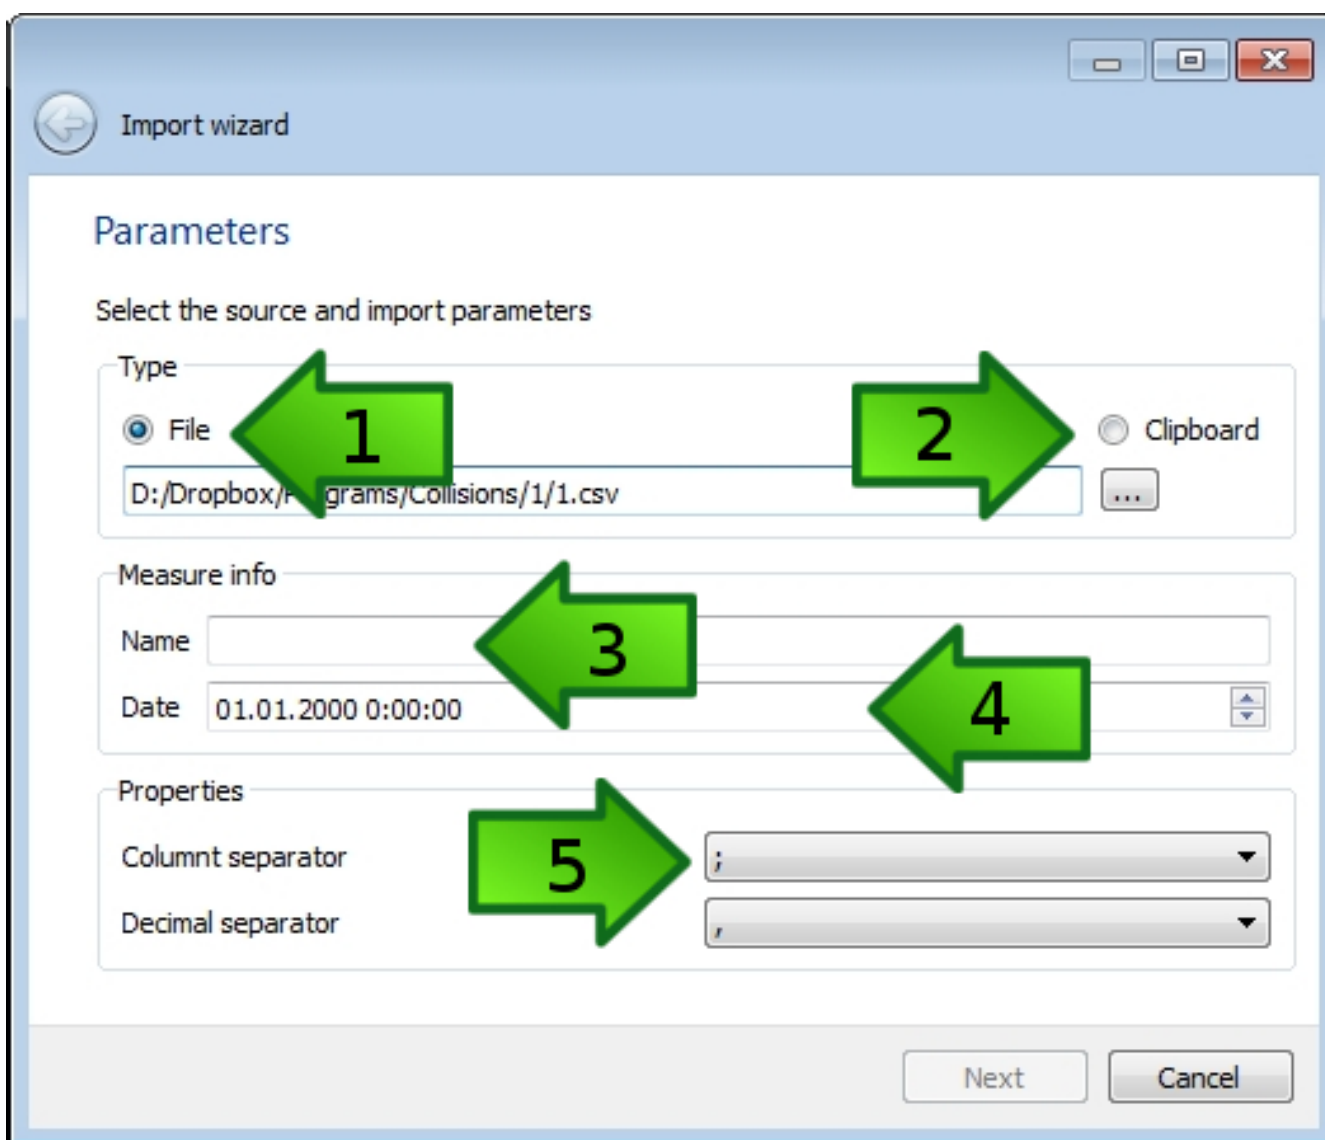 Import wizard
Parameters
Select the source and import parameters
Type
File 1 2 Clipboard
D:/Dropbox/Programs/Collisions/1/1.csv ...
Measure info
Name 3
Date 01.01.2000 0:00:00 4
Properties
Columnt separator 5 ;
Decimal separator ,
Next Cancel